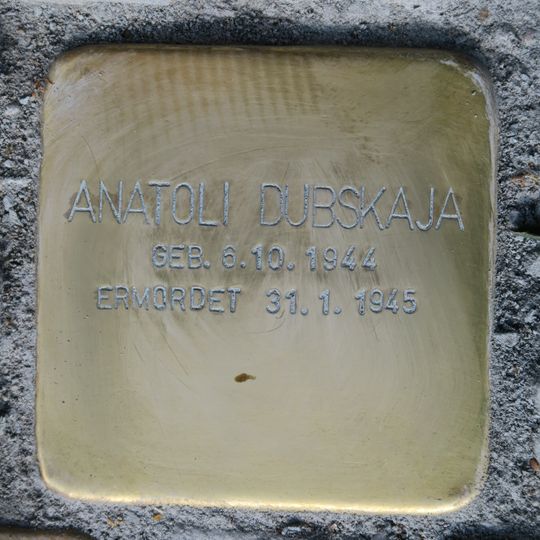 ANATOLI DUBSKAJA
GEB. 6.10.1944
ERMORDET 31.1.1945